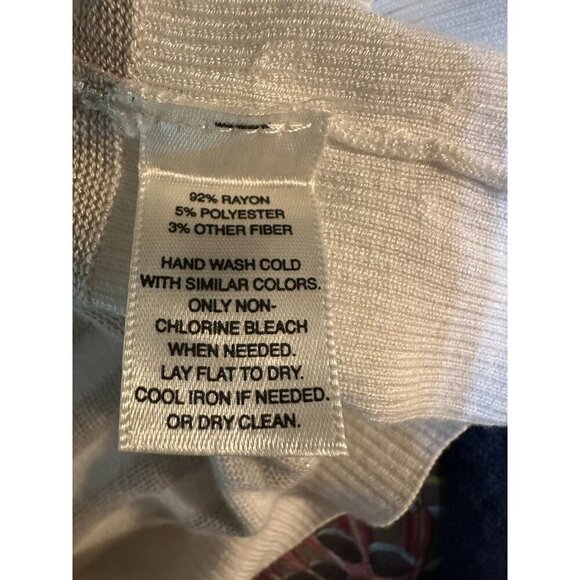 92% RAYON
5% POLYESTER
3% OTHER FIBER
HAND WASH COLD
WITH SIMILAR COLORS.
ONLY NON-
CHLORINE BLEACH
WHEN NEEDED.
LAY FLAT TO DRY.
COOL IRON IF NEEDED.
OR DRY CLEAN.